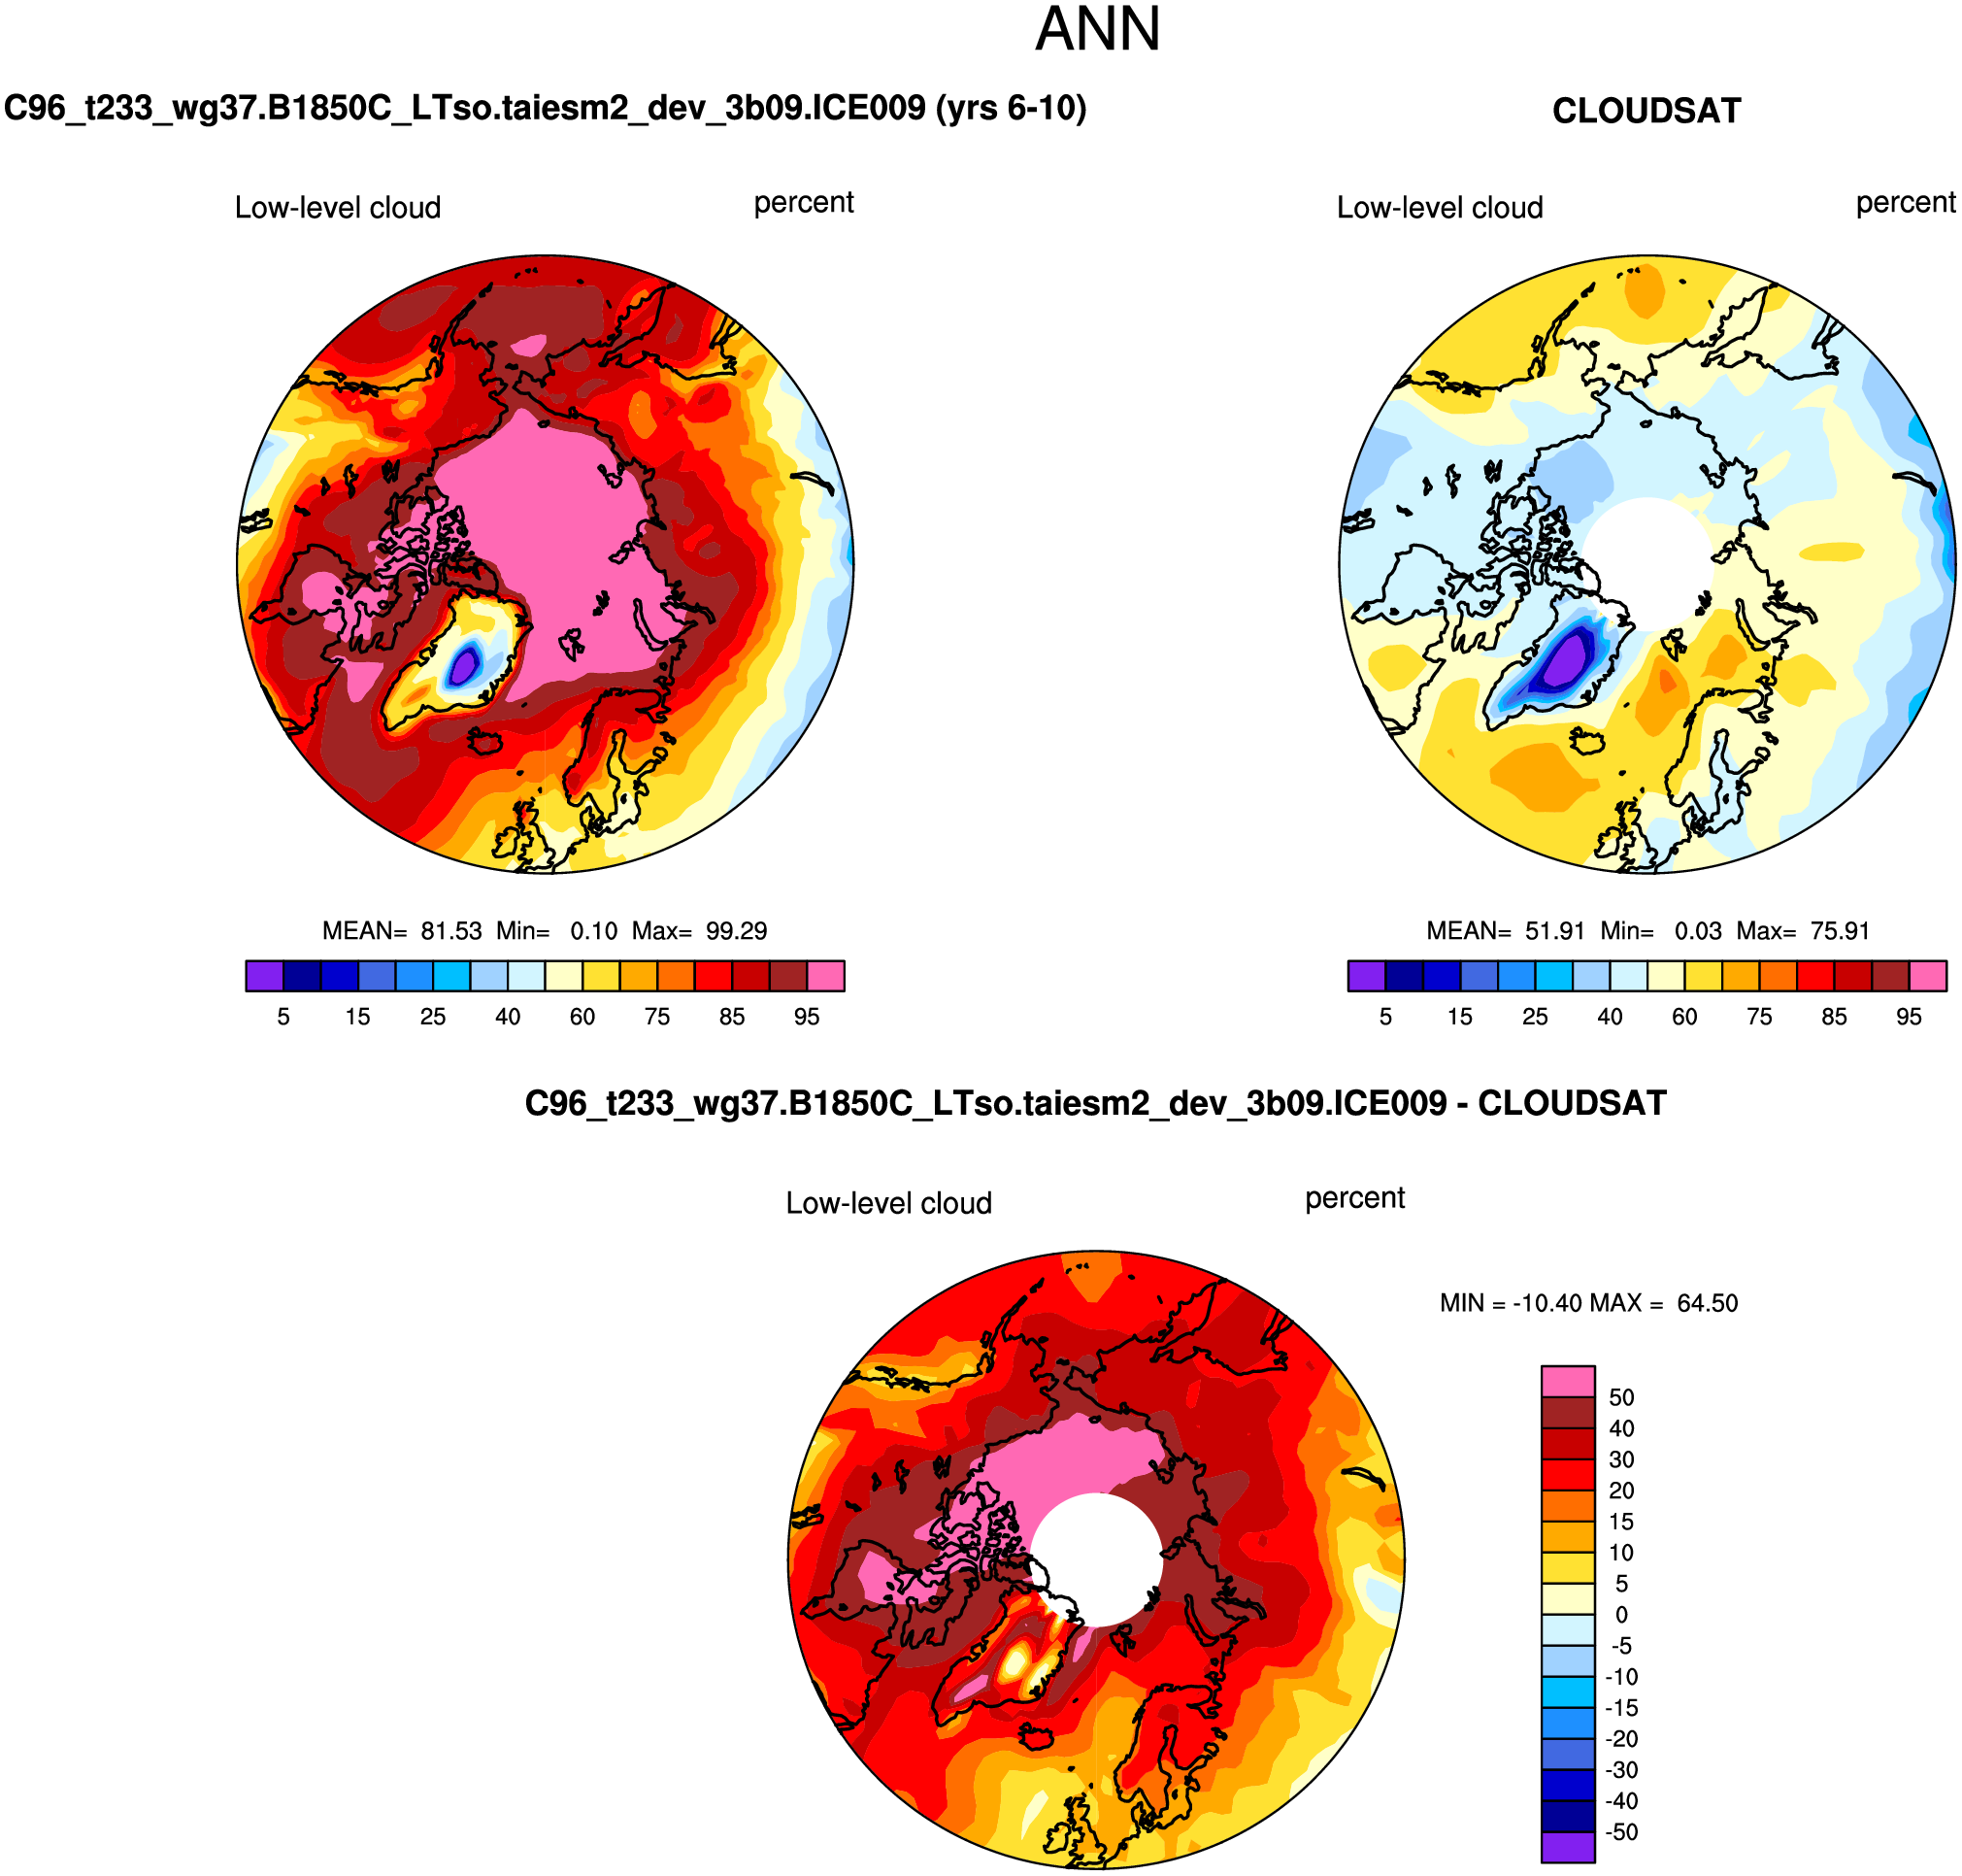 ANN
C96_t233_wg37.B1850C_LTso.taiesm2_dev_3b09.ICE009 (yrs 6-10)
CLOUDSAT
Low-level cloud percent
Low-level cloud percent
MEAN= 81.53 Min= 0.10 Max= 99.29
MEAN= 51.91 Min= 0.03 Max= 75.91
5 15 25 40 60 75 85 95
5 15 25 40 60 75 85 95
C96_t233_wg37.B1850C_LTso.taiesm2_dev_3b09.ICE009 - CLOUDSAT
Low-level cloud percent
MIN = -10.40 MAX = 64.50
50
40
30
20
15
10
5
0
-5
-10
-15
-20
-30
-40
-50